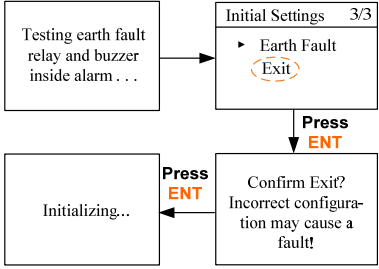 Testing earth fault
relay and buzzer
inside alarm . . .
Initial Settings 3/3
► Earth Fault
Exit
Press
ENT
Confirm Exit?
Incorrect configura-
tion may cause a
fault!
Press
ENT
Initializing...